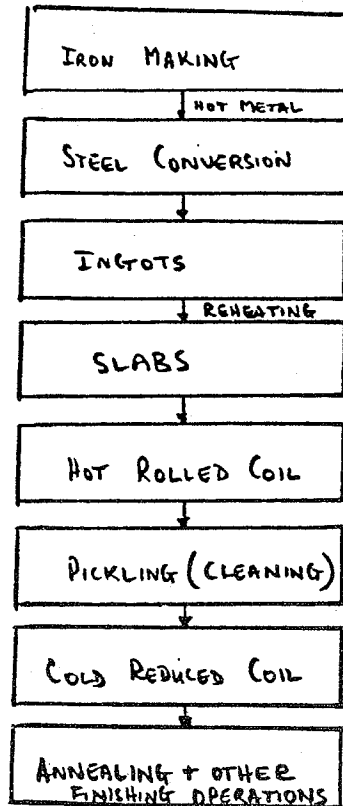 IRON MAKING
HOT METAL
STEEL CONVERSION
INGOTS
REHEATING
SLABS
HOT ROLLED COIL
PICKLING (CLEANING)
COLD REDUCED COIL
ANNEALING + OTHER
FINISHING OPERATIONS